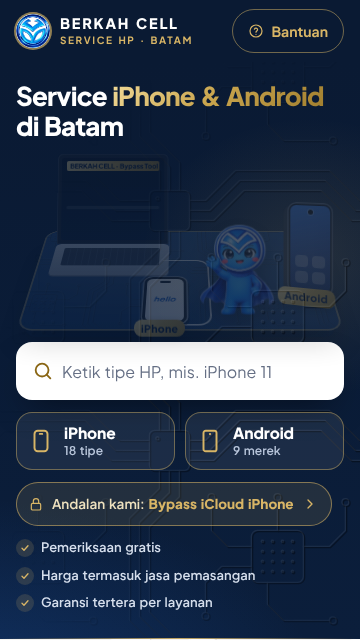 BERKAH CELL
SERVICE HP · BATAM
Bantuan
Service iPhone & Android
di Batam
BERKAH CELL - Bypass Tool
hello
iPhone
Android
Ketik tipe HP, mis. iPhone 11
iPhone
18 tipe
Android
9 merek
Andalan kami: Bypass iCloud iPhone
Pemeriksaan gratis
Harga termasuk jasa pemasangan
Garansi tertera per layanan